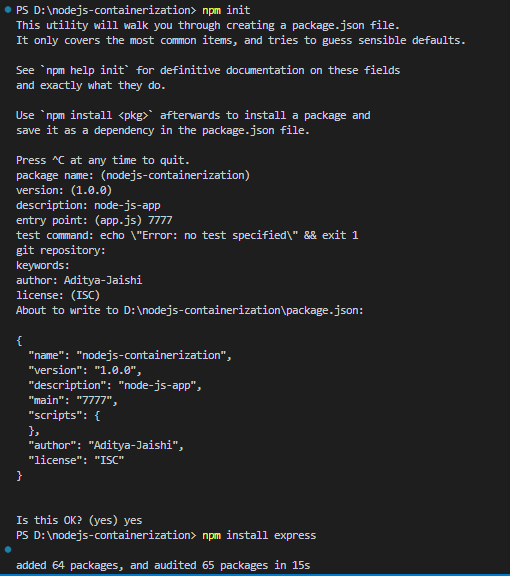 PS D:\nodejs-containerization> npm init
This utility will walk you through creating a package.json file.
It only covers the most common items, and tries to guess sensible defaults.
See `npm help init` for definitive documentation on these fields
and exactly what they do.
Use `npm install <pkg>` afterwards to install a package and
save it as a dependency in the package.json file.
Press ^C at any time to quit.
package name: (nodejs-containerization)
version: (1.0.0)
description: node-js-app
entry point: (app.js) 7777
test command: echo \"Error: no test specified\" && exit 1
git repository:
keywords:
author: Aditya-Jaishi
license: (ISC)
About to write to D:\nodejs-containerization\package.json:
{
  "name": "nodejs-containerization",
  "version": "1.0.0",
  "description": "node-js-app",
  "main": "7777",
  "scripts": {
  },
  "author": "Aditya-Jaishi",
  "license": "ISC"
}
Is this OK? (yes) yes
PS D:\nodejs-containerization> npm install express
added 64 packages, and audited 65 packages in 15s